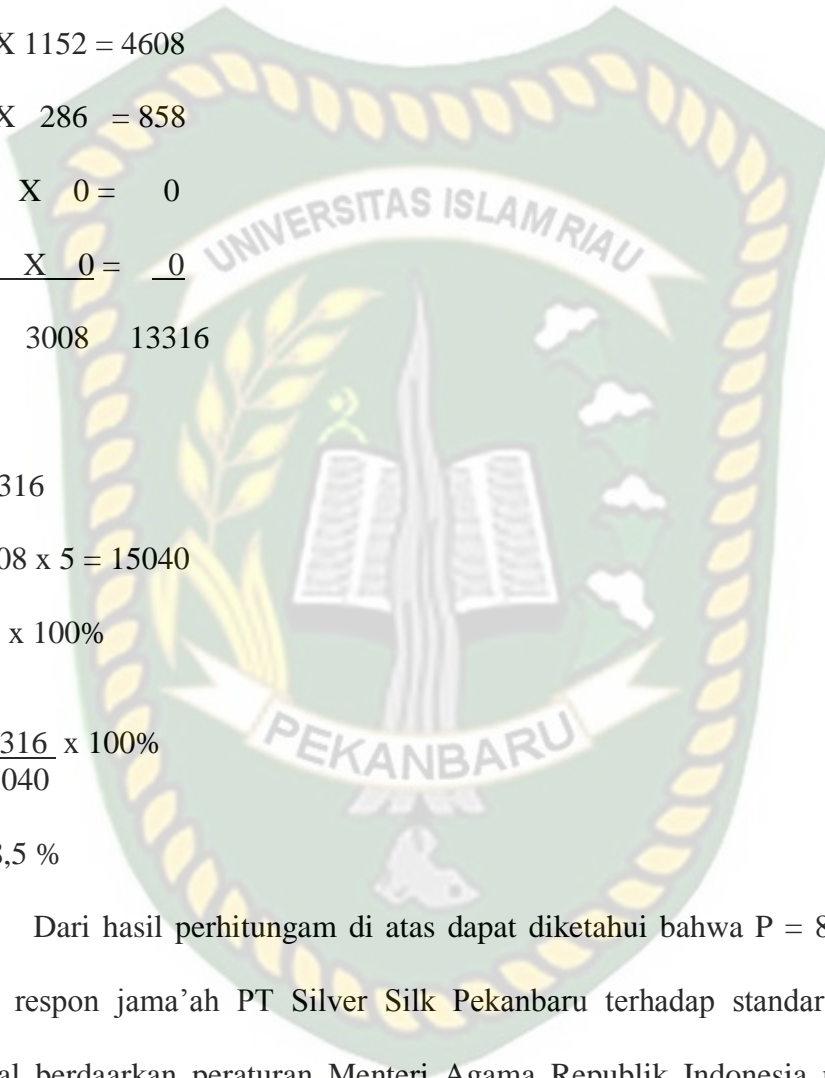 X 1152 = 4608
X 286 = 858
X 0 = 0
X 0 = 0
3008 13316
316
08 x 5 = 15040
x 100%
316 x 100%
040
,5 %
Dari hasil perhitungam di atas dapat diketahui bahwa P = 8
respon jama’ah PT Silver Silk Pekanbaru terhadap standar
al berdaarkan peraturan Menteri Agama Republik Indonesia
UNIVERSITAS ISLAM RIAU
PEKANBARU